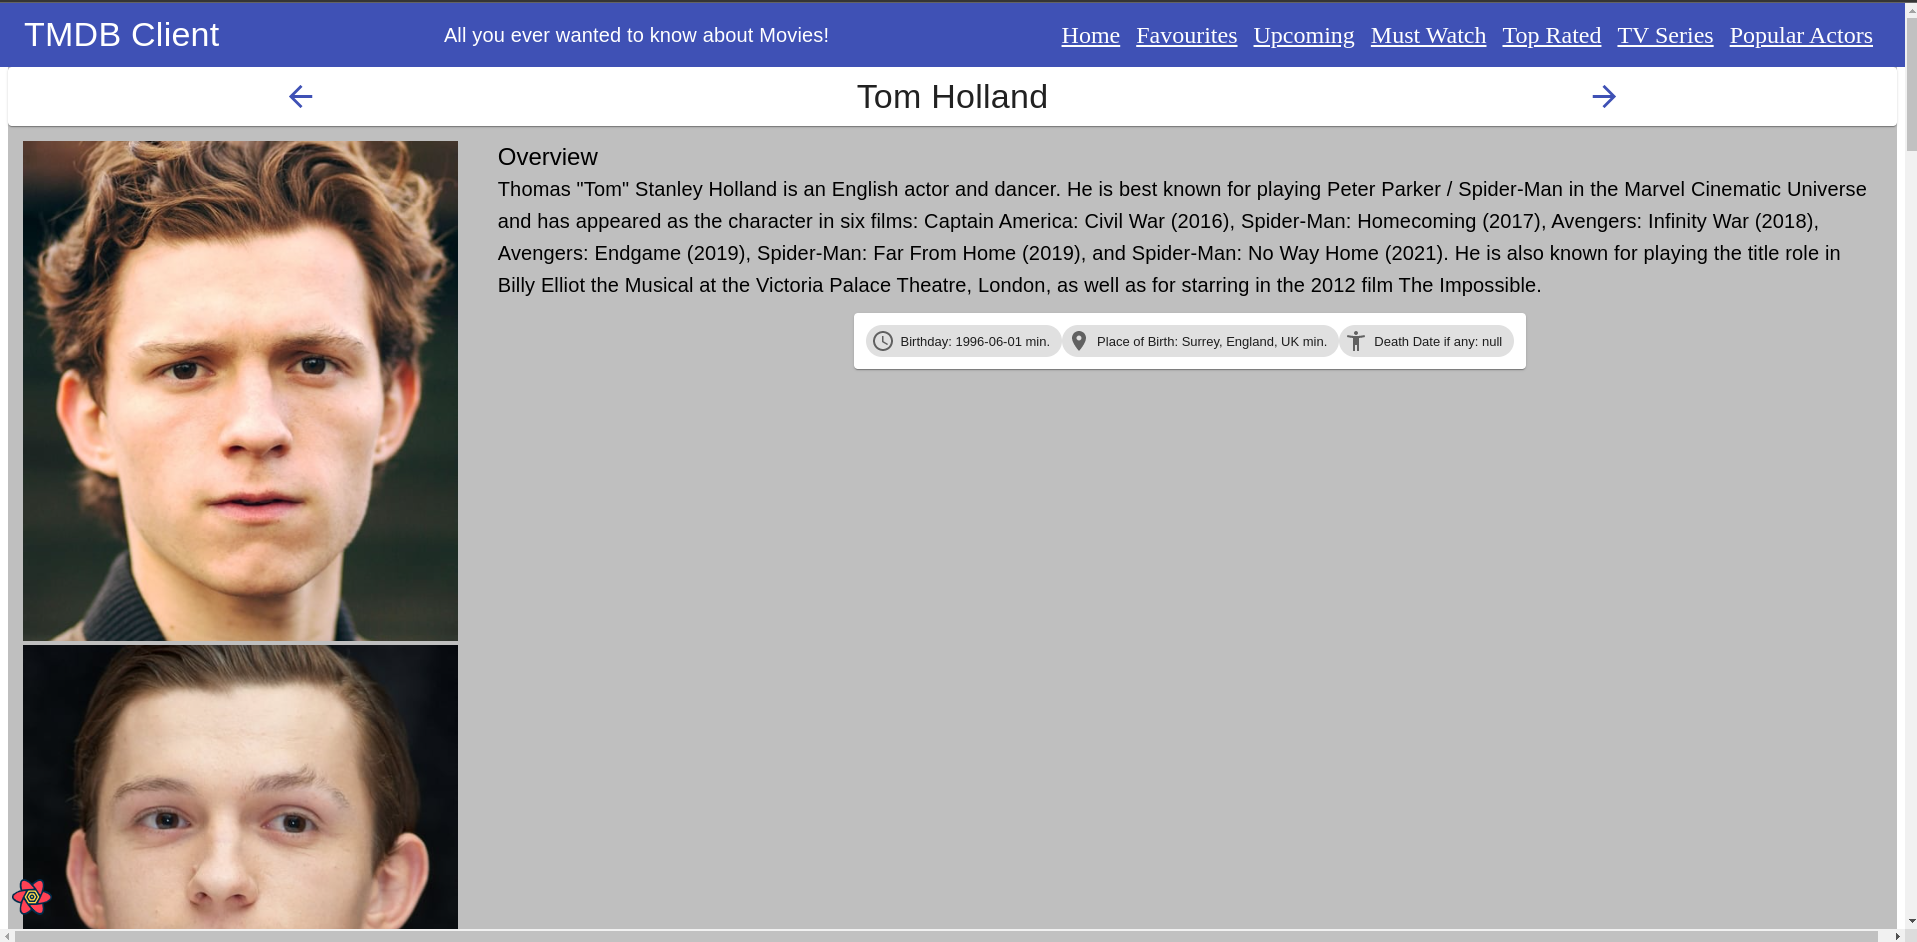 TMDB Client
All you ever wanted to know about Movies!
Home Favourites Upcoming Must Watch Top Rated TV Series Popular Actors
Tom Holland
Overview
Thomas "Tom" Stanley Holland is an English actor and dancer. He is best known for playing Peter Parker / Spider-Man in the Marvel Cinematic Universe
and has appeared as the character in six films: Captain America: Civil War (2016), Spider-Man: Homecoming (2017), Avengers: Infinity War (2018),
Avengers: Endgame (2019), Spider-Man: Far From Home (2019), and Spider-Man: No Way Home (2021). He is also known for playing the title role in
Billy Elliot the Musical at the Victoria Palace Theatre, London, as well as for starring in the 2012 film The Impossible.
Birthday: 1996-06-01 min. Place of Birth: Surrey, England, UK min. Death Date if any: null